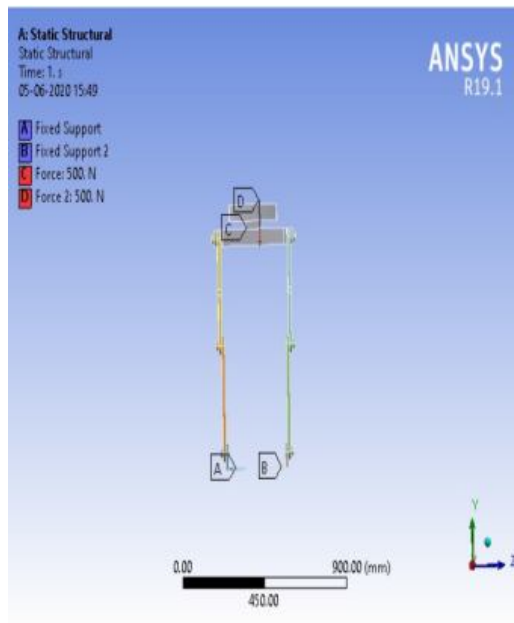 A: Static Structural
Static Structural
Time: 1. s
05-06-2020 15:49
A Fixed Support
B Fixed Support 2
C Force: 500. N
D Force 2: 500. N
ANSYS
R19.1
D
C
A
B
Y
Z
0.00
900.00 (mm)
450.00